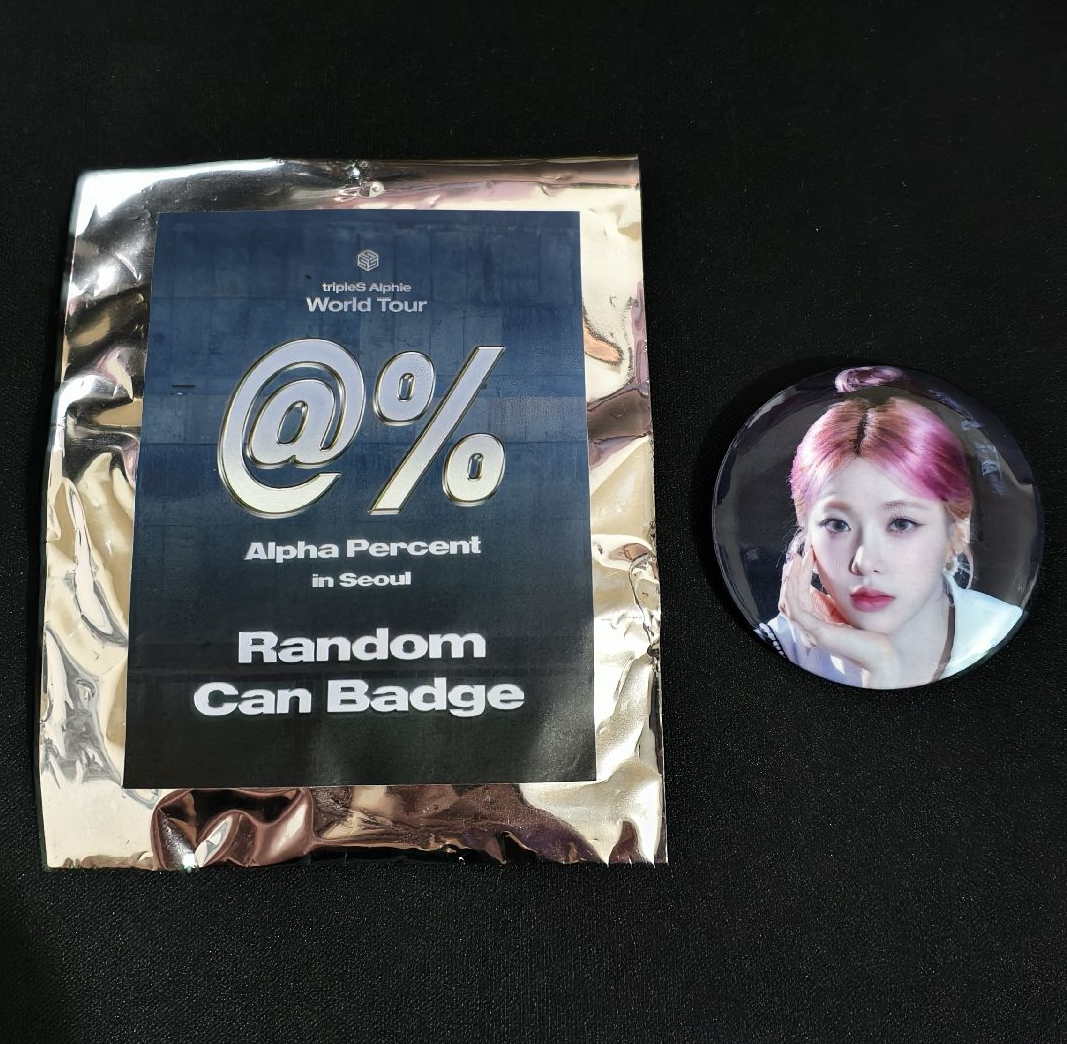 tripleS Alphie
World Tour
@%
Alpha Percent
in Seoul
Random
Can Badge